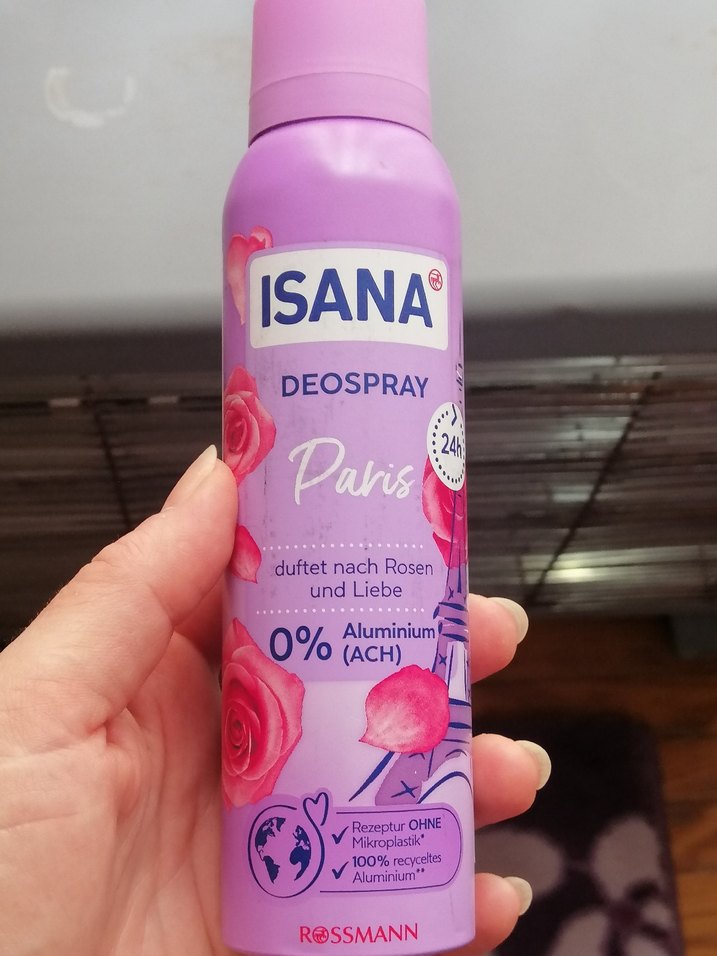 ISANA
DEOSPRAY
24h
Paris
duftet nach Rosen
und Liebe
0% Aluminium
(ACH)
Rezeptur OHNE
Mikroplastik*
100% recyceltes
Aluminium**
ROSSMANN